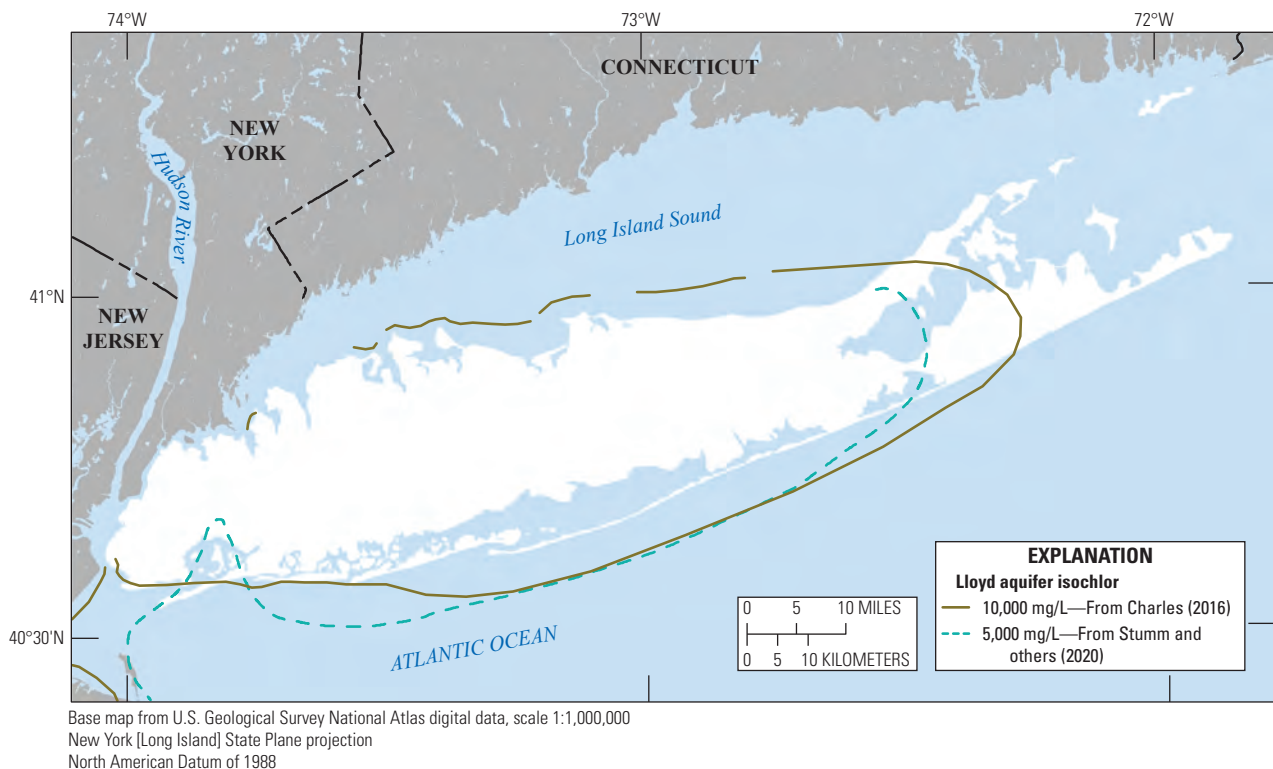 74°W
73°W
72°W
CONNECTICUT
NEW
YORK
Hudson River
Long Island Sound
41°N
NEW
JERSEY
EXPLANATION
Lloyd aquifer isochlor
10,000 mg/L—From Charles (2016)
5,000 mg/L—From Stumm and
others (2020)
0 5 10 MILES
0 5 10 KILOMETERS
40°30'N
ATLANTIC OCEAN
Base map from U.S. Geological Survey National Atlas digital data, scale 1:1,000,000
New York [Long Island] State Plane projection
North American Datum of 1988